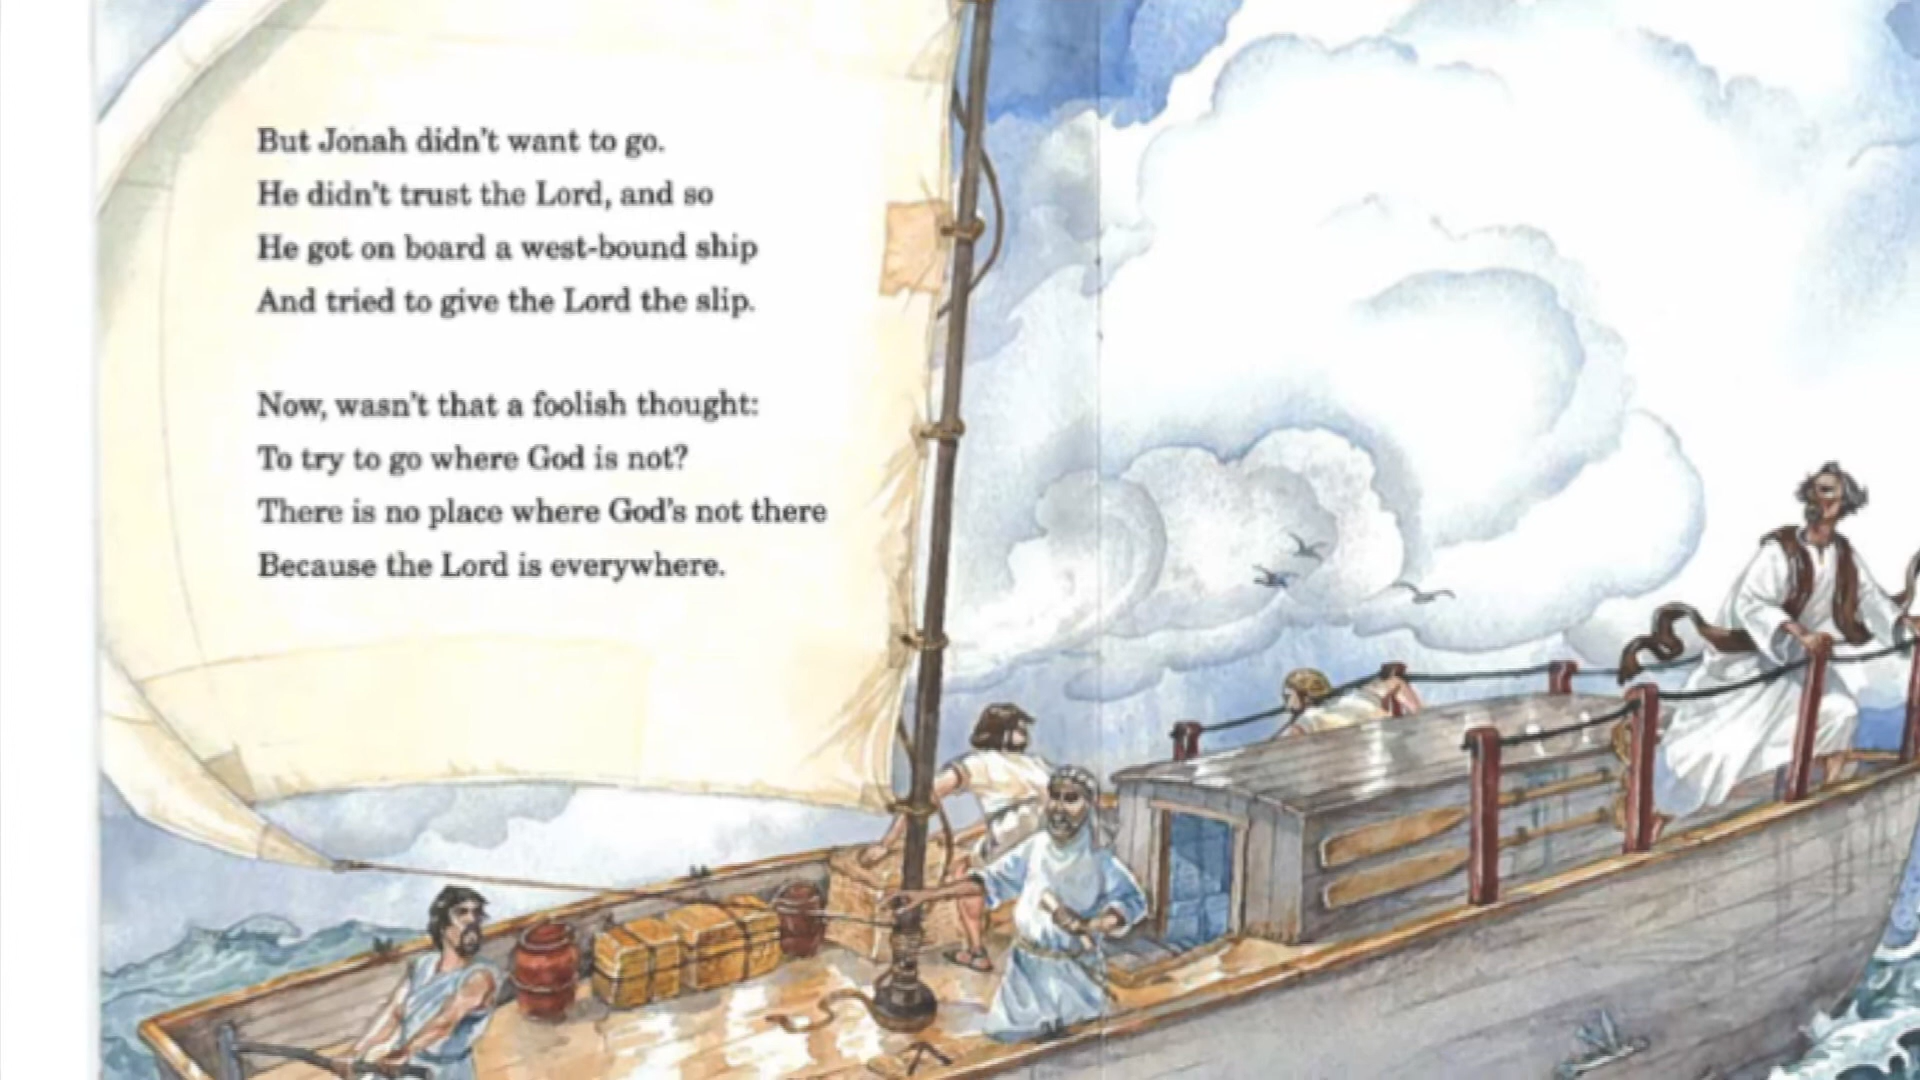 But Jonah didn't want to go.
He didn't trust the Lord, and so
He got on board a west-bound ship
And tried to give the Lord the slip.
Now, wasn't that a foolish thought:
To try to go where God is not?
There is no place where God's not there
Because the Lord is everywhere.